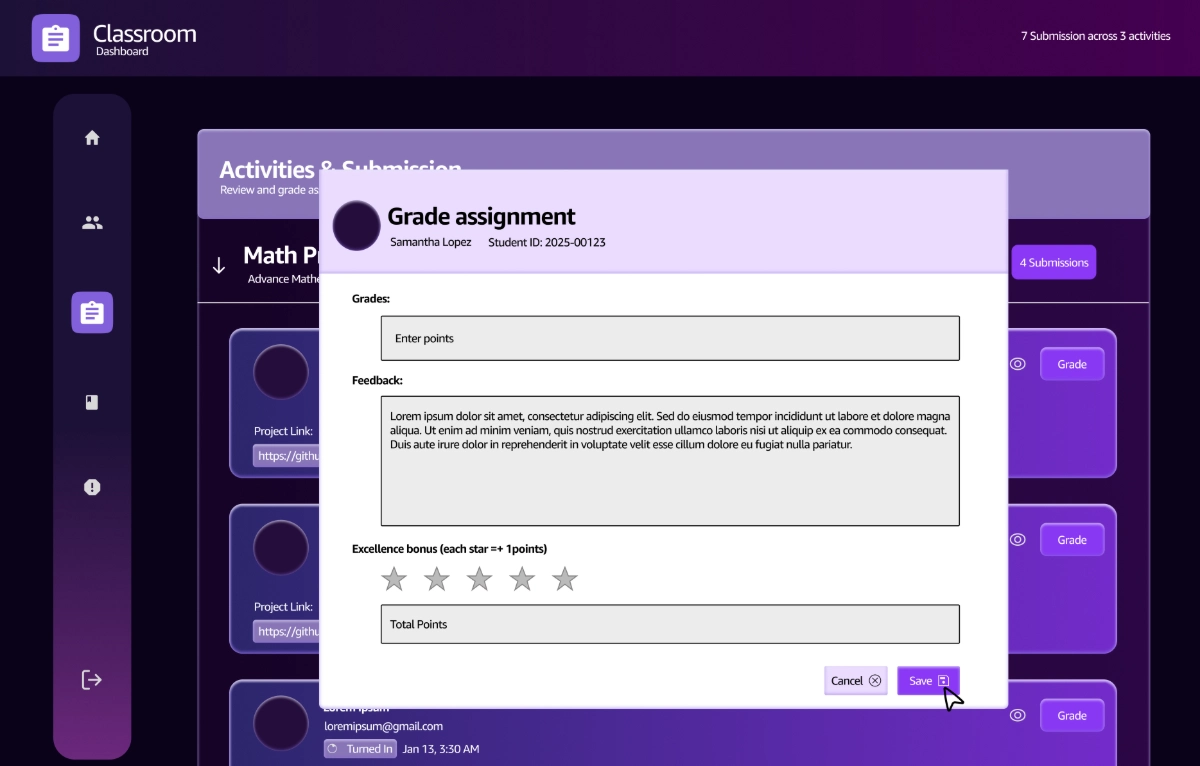 Classroom
Dashboard
7 Submission across 3 activities
Activities & Submission
Review and grade
Math
Advance
4 Submissions
Grade assignment
Samantha Lopez Student ID: 2025-00123
Grades:
Enter points
Feedback:
Lorem ipsum dolor sit amet, consectetur adipiscing elit. Sed do eiusmod tempor incididunt ut labore et dolore magna
aliqua. Ut enim ad minim veniam, quis nostrud exercitation ullamco laboris nisi ut aliquip ex ea commodo consequat.
Duis aute irure dolor in reprehenderit in voluptate velit esse cillum dolore eu fugiat nulla pariatur.
Excellence bonus (each star =+ 1points)
Total Points
Cancel
Save
Project Link:
https://githu
Grade
Project Link:
https://githu
Grade
Lorem ipsum
loremipsum@gmail.com
Turned In Jan 13, 3:30 AM
Grade